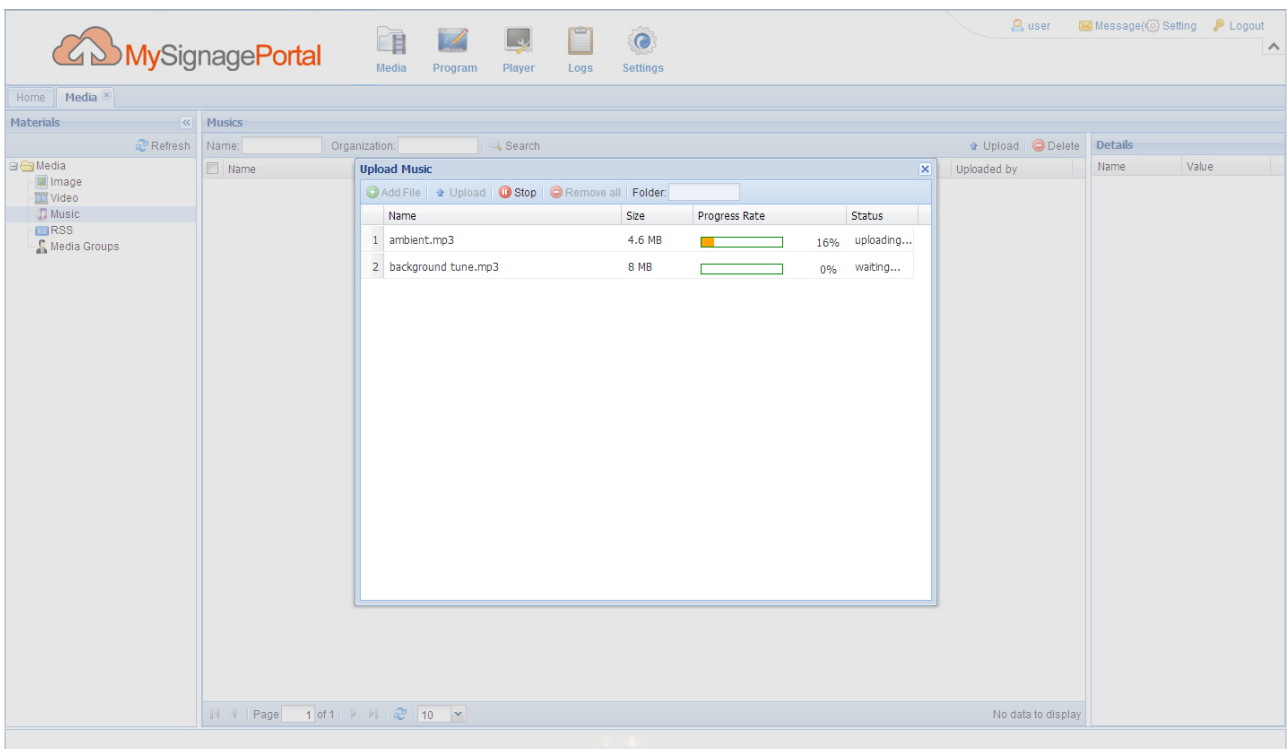 MySignagePortal
Media Program Player Logs Settings
user Message( Setting Logout
Home Media
Materials Musics
Refresh Name: Organization: Search Upload Delete Details
Media Name Uploaded by Name Value
Image
Video
Music
RSS
Media Groups
Upload Music
Add File Upload Stop Remove all Folder:
Name Size Progress Rate Status
1 ambient.mp3 4.6 MB 16% uploading...
2 background tune.mp3 8 MB 0% waiting...
Page 1 of 1 10 No data to display